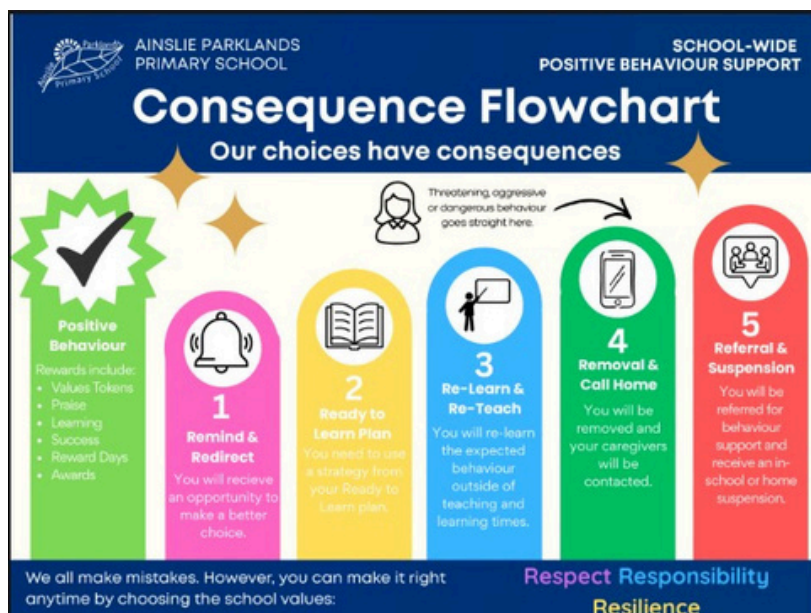 Ainslie Parklands
Primary School
AINSLIE PARKLANDS
PRIMARY SCHOOL
SCHOOL-WIDE
POSITIVE BEHAVIOUR SUPPORT
Consequence Flowchart
Our choices have consequences
Threatening, aggressive
or dangerous behaviour
goes straight here.
Positive
Behaviour
Rewards include:
• Values Tokens
• Praise
• Learning
• Success
• Reward Days
• Awards
1
Remind &
Redirect
You will recieve
an opportunity to
make a better
choice.
2
Ready to
Learn Plan
You need to use
a strategy from
your Ready to
Learn plan.
3
Re-Learn &
Re-Teach
You will re-learn
the expected
behaviour
outside of
teaching and
learning times.
4
Removal &
Call Home
You will be
removed and
your caregivers
will be
contacted.
5
Referral &
Suspension
You will be
referred for
behaviour
support and
receive an in-
school or home
suspension.
We all make mistakes. However, you can make it right
anytime by choosing the school values:
Respect Responsibility
Resilience